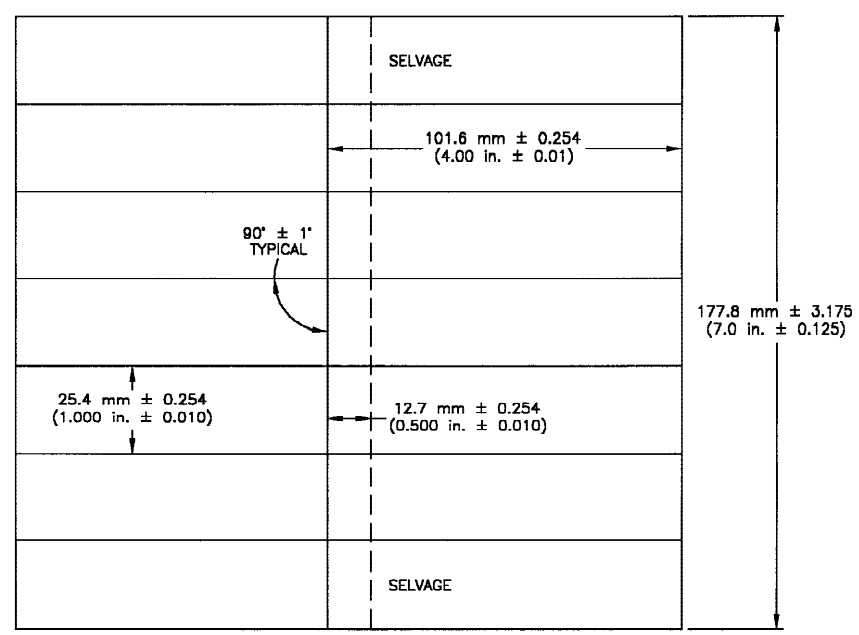 SELVAGE
101.6 mm ± 0.254
(4.00 in. ± 0.01)
90° ± 1°
TYPICAL
177.8 mm ± 3.175
(7.0 in. ± 0.125)
25.4 mm ± 0.254
(1.000 in. ± 0.010)
12.7 mm ± 0.254
(0.500 in. ± 0.010)
SELVAGE